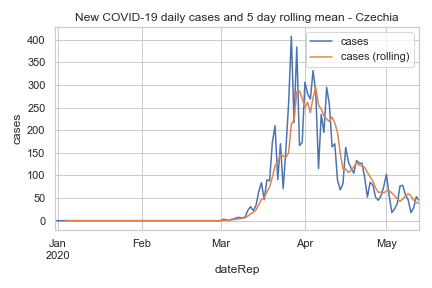 New COVID-19 daily cases and 5 day rolling mean - Czechia
cases
cases (rolling)
400
350
300
250
200
150
100
50
0
cases
Jan Feb Mar Apr May
2020
dateRep